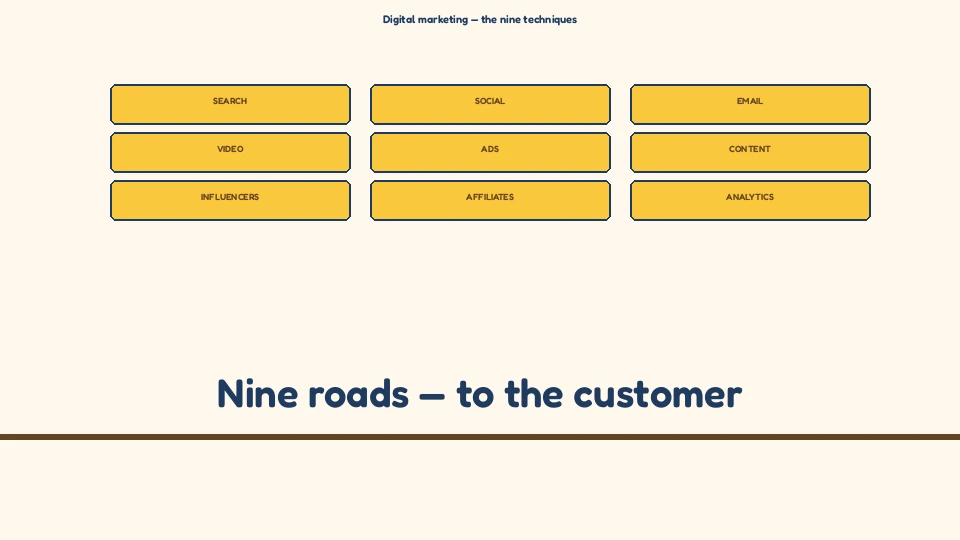 Digital marketing — the nine techniques
SEARCH
SOCIAL
EMAIL
VIDEO
ADS
CONTENT
INFLUENCERS
AFFILIATES
ANALYTICS
Nine roads — to the customer